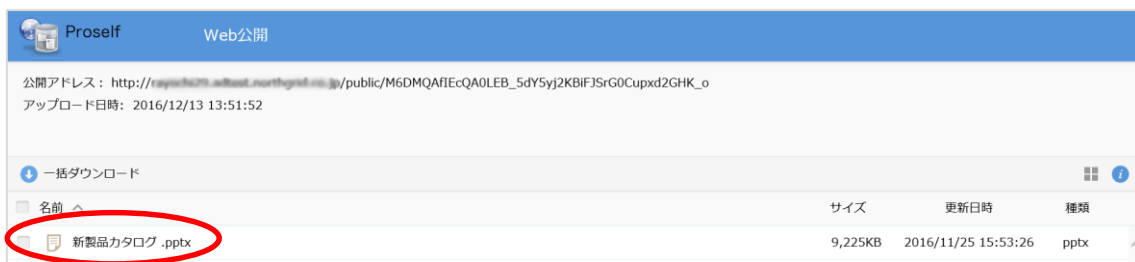 Proself Web公開
公開アドレス： http:// /public/M6DMQAfIEcQA0LEB_5dY5yj2KBiFJSrG0Cupxd2GHK_o
アップロード日時: 2016/12/13 13:51:52
一括ダウンロード
名前 サイズ 更新日時 種類
新製品カタログ .pptx 9,225KB 2016/11/25 15:53:26 pptx